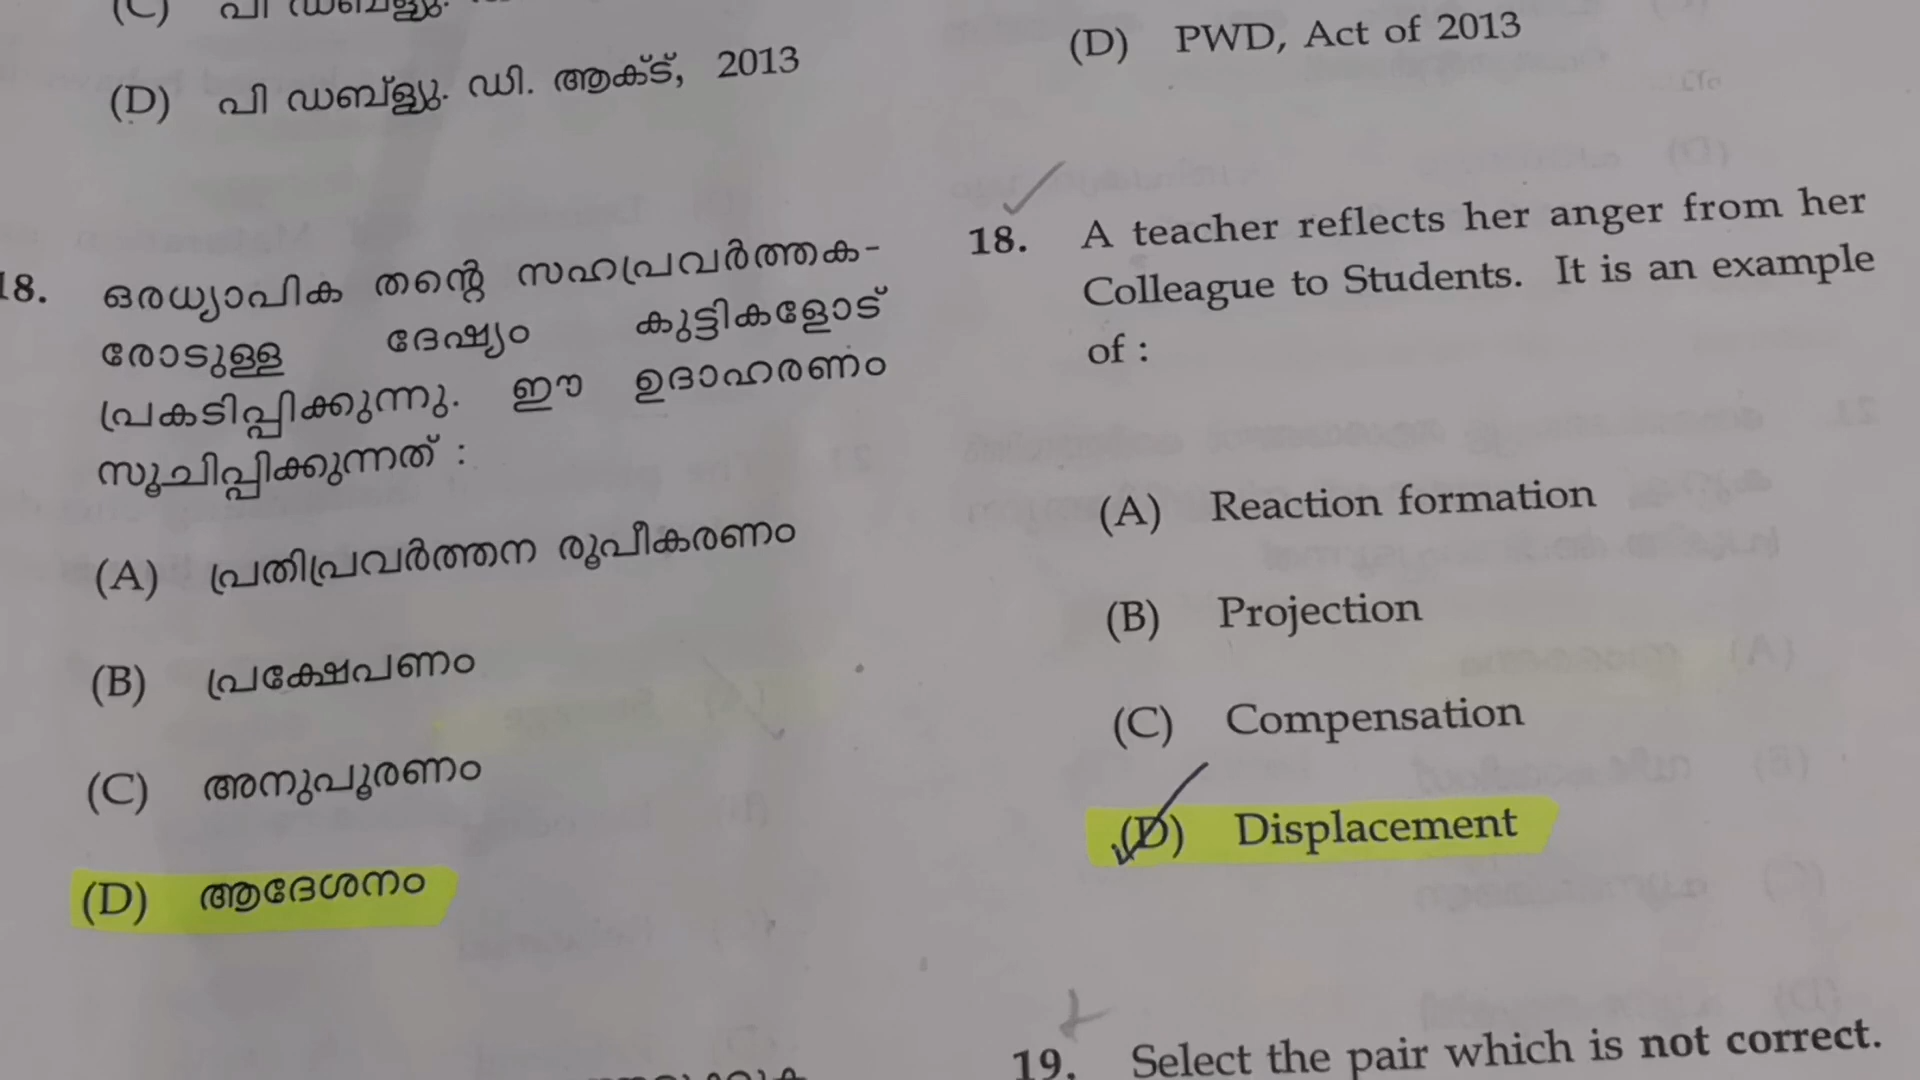 (D) പി ഡബ്ള്യു. ഡി. ആക്ട്, 2013
18. ഒരധ്യാപിക തന്റെ സഹപ്രവർത്തക-
രോടുള്ള ദേഷ്യം കുട്ടികളോട്
പ്രകടിപ്പിക്കുന്നു. ഈ ഉദാഹരണം
സൂചിപ്പിക്കുന്നത് :
(A) പ്രതിപ്രവർത്തന രൂപീകരണം
(B) പ്രക്ഷേപണം
(C) അനുപൂരണം
(D) ആദേശനം
(D) PWD, Act of 2013
18. A teacher reflects her anger from her
Colleague to Students. It is an example
of :
(A) Reaction formation
(B) Projection
(C) Compensation
(D) Displacement
19. Select the pair which is not correct.